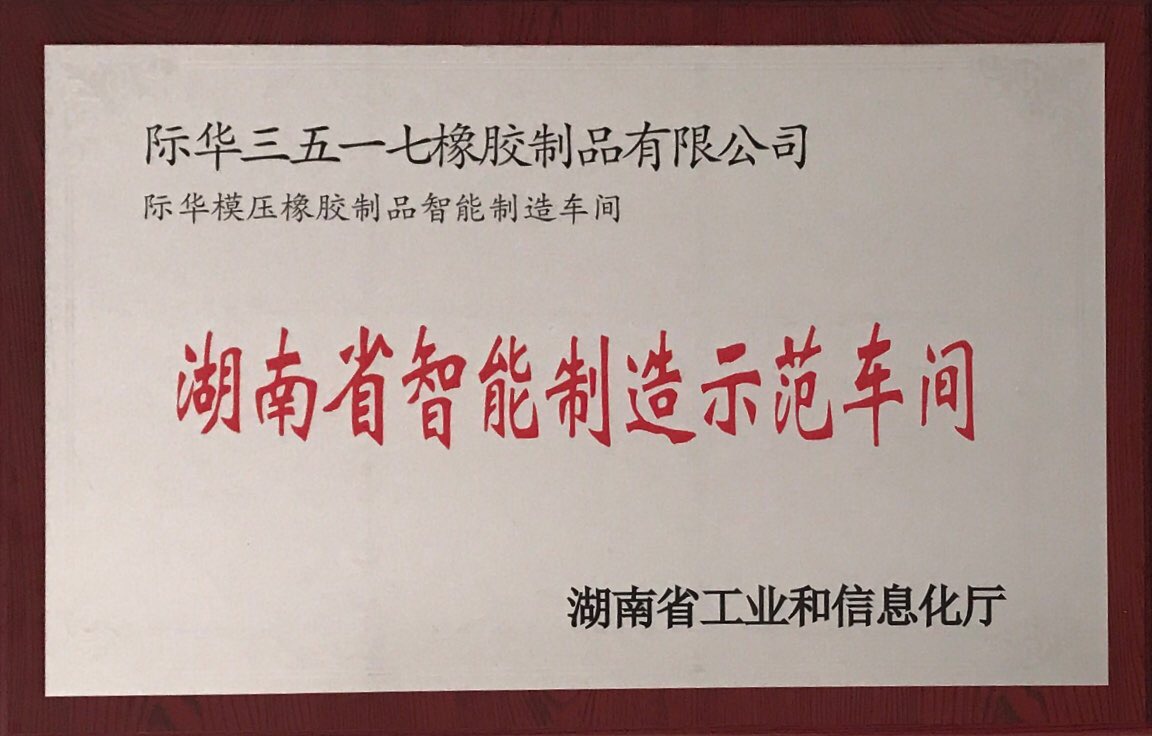 际华三五一七橡胶制品有限公司
际华模压橡胶制品智能制造车间
湖南省智能制造示范车间
湖南省工业和信息化厅